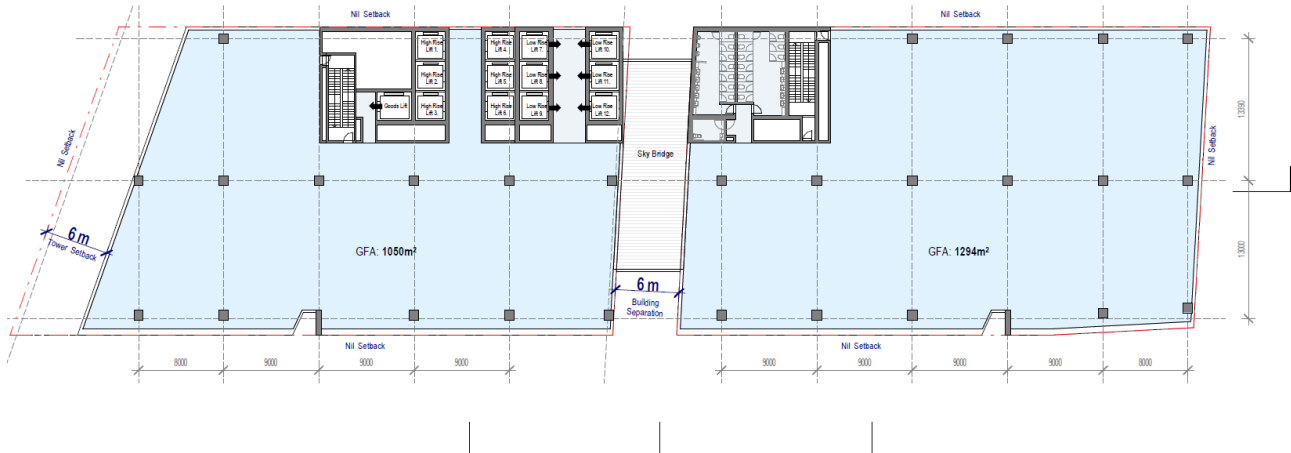 Nil Setback
Nil Setback
High Rise
Lift 1.
High Rise
Lift 4.
Low Rise
Lift 7.
Low Rise
Lift 10.
High Rise
Lift 2.
High Rise
Lift 5.
Low Rise
Lift 8.
Low Rise
Lift 11.
Goods Lift
High Rise
Lift 3.
High Rise
Lift 6.
Low Rise
Lift 9.
Low Rise
Lift 12.
Nil Setback
Sky Bridge
Nil Setback
6 m
Tower Setback
GFA: 1050m²
GFA: 1294m²
13000
6 m
Building
Separation
Nil Setback
Nil Setback
8000
9000
9000
9000
9000
9000
9000
9000
8000